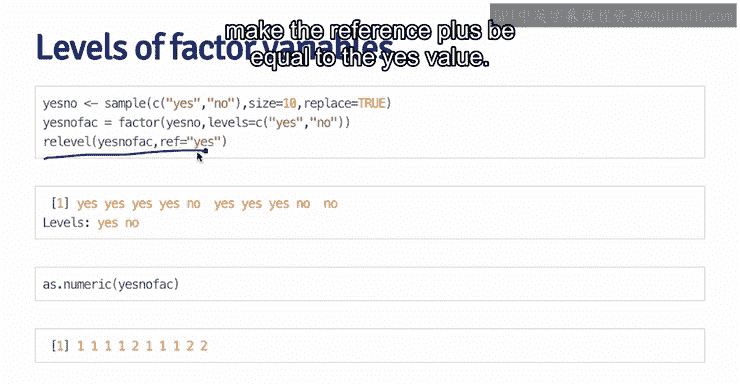 make the reference plus be
equal to the yes value.
Levels of factor variables
yesno <- sample(c("yes","no"),size=10,replace=TRUE)
yesnofac = factor(yesno,levels=c("yes","no"))
relevel(yesnofac,ref="yes")
[1] yes yes yes yes no  yes yes yes no  no
Levels: yes no
as.numeric(yesnofac)
[1] 1 1 1 1 2 1 1 1 2 2